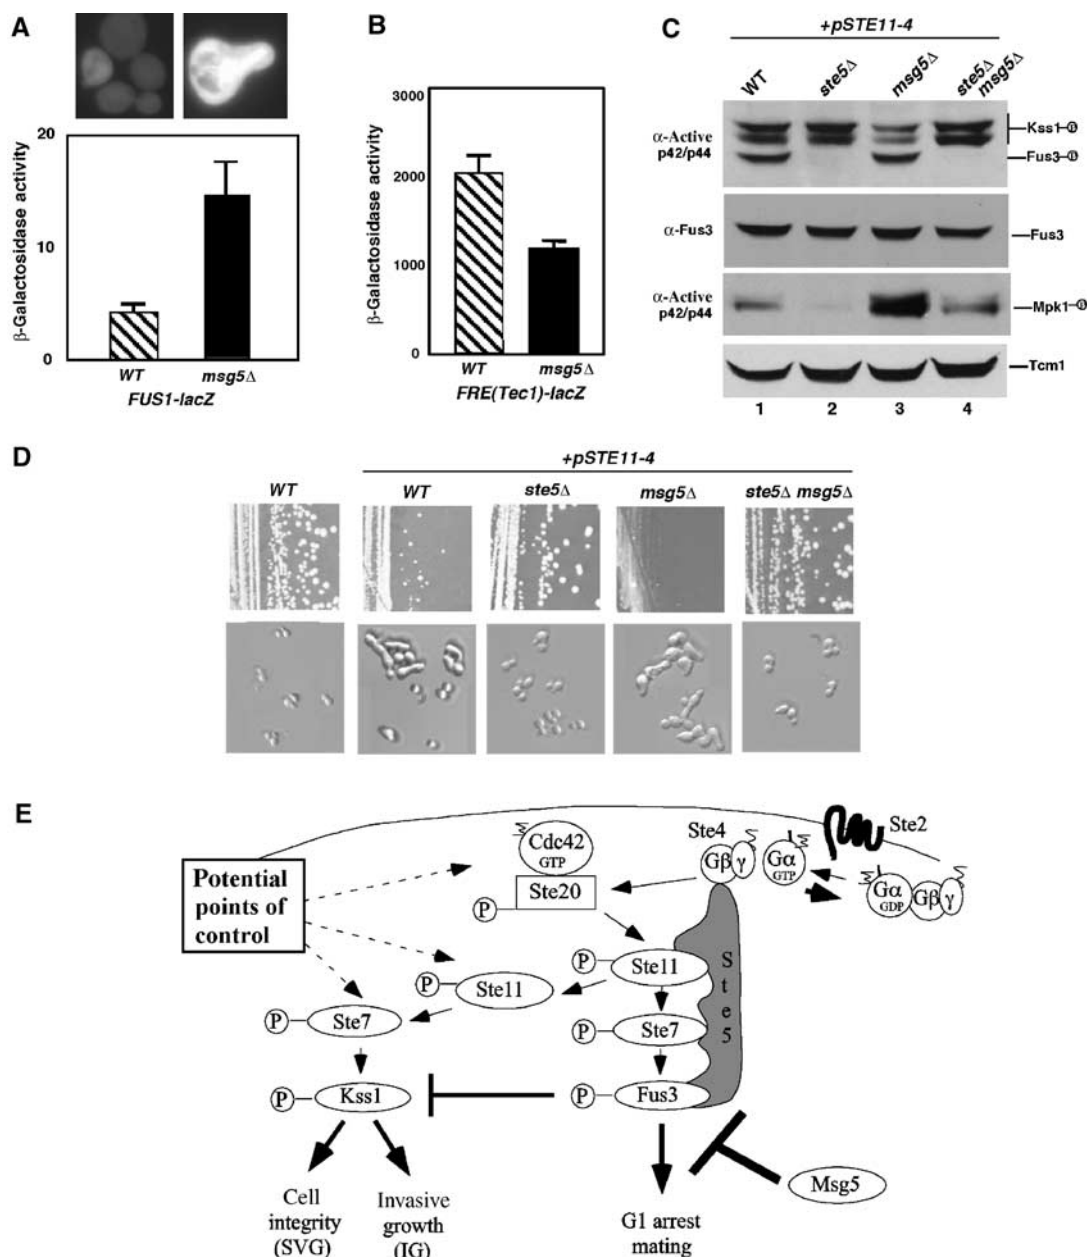 A
B
C
+pSTE11-4
WT
ste5Δ
msg5Δ
ste5Δ msg5Δ
α-Active p42/p44
Kss1-Ⓟ
Fus3-Ⓟ
α-Fus3
Fus3
α-Active p42/p44
Mpk1-Ⓟ
Tcm1
1 2 3 4
β-Galactosidase activity
20
10
0
WT msg5Δ
FUS1-lacZ
β-Galactosidase activity
3000
2000
1000
0
WT msg5Δ
FRE(Tec1)-lacZ
D
+pSTE11-4
WT WT ste5Δ msg5Δ ste5Δ msg5Δ
E
Potential
points of
control
Cdc42
GTP
Ste20
P
Ste4
Gβ γ
Gα
GTP
Ste2
Gα
GDP
Gβ γ
P Ste11
P Ste11
Ste5
P Ste7
P Ste7
P Kss1
P Fus3
Msg5
Cell
integrity
(SVG)
Invasive
growth
(IG)
G1 arrest
mating